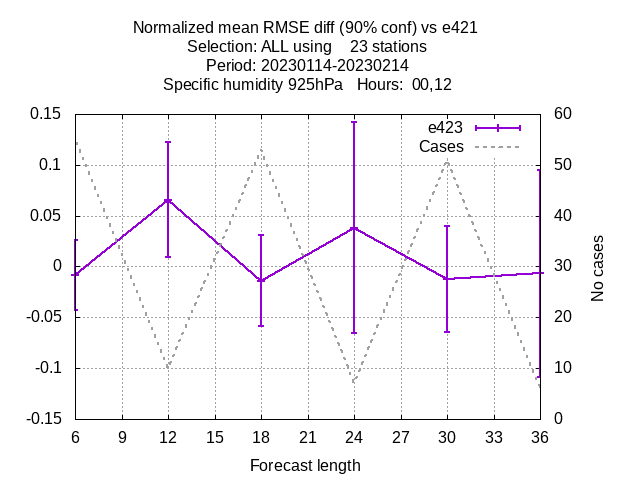 Normalized mean RMSE diff (90% conf) vs e421
Selection: ALL using    23 stations
Period: 20230114-20230214
Specific humidity 925hPa   Hours:  00,12
0.15
0.1
0.05
0
-0.05
-0.1
-0.15
60
50
40
30
20
10
0
e423
Cases
No cases
6 9 12 15 18 21 24 27 30 33 36
Forecast length